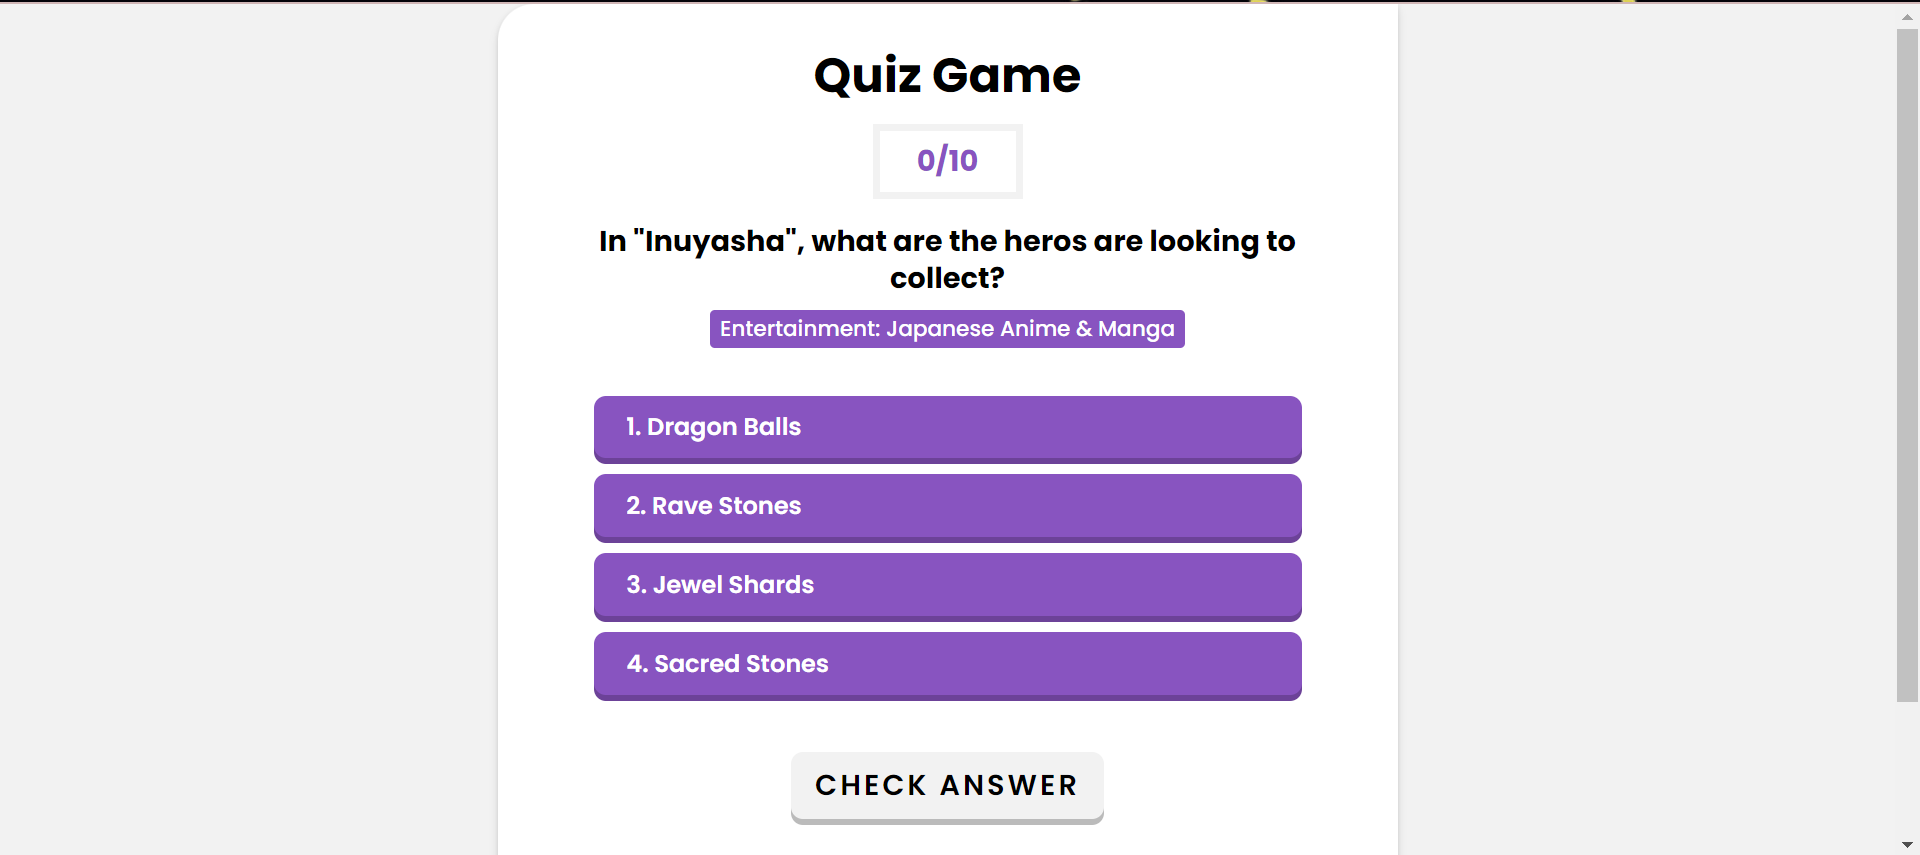 Quiz Game
0/10
In "Inuyasha", what are the heros are looking to
collect?
Entertainment: Japanese Anime & Manga
1. Dragon Balls
2. Rave Stones
3. Jewel Shards
4. Sacred Stones
CHECK ANSWER